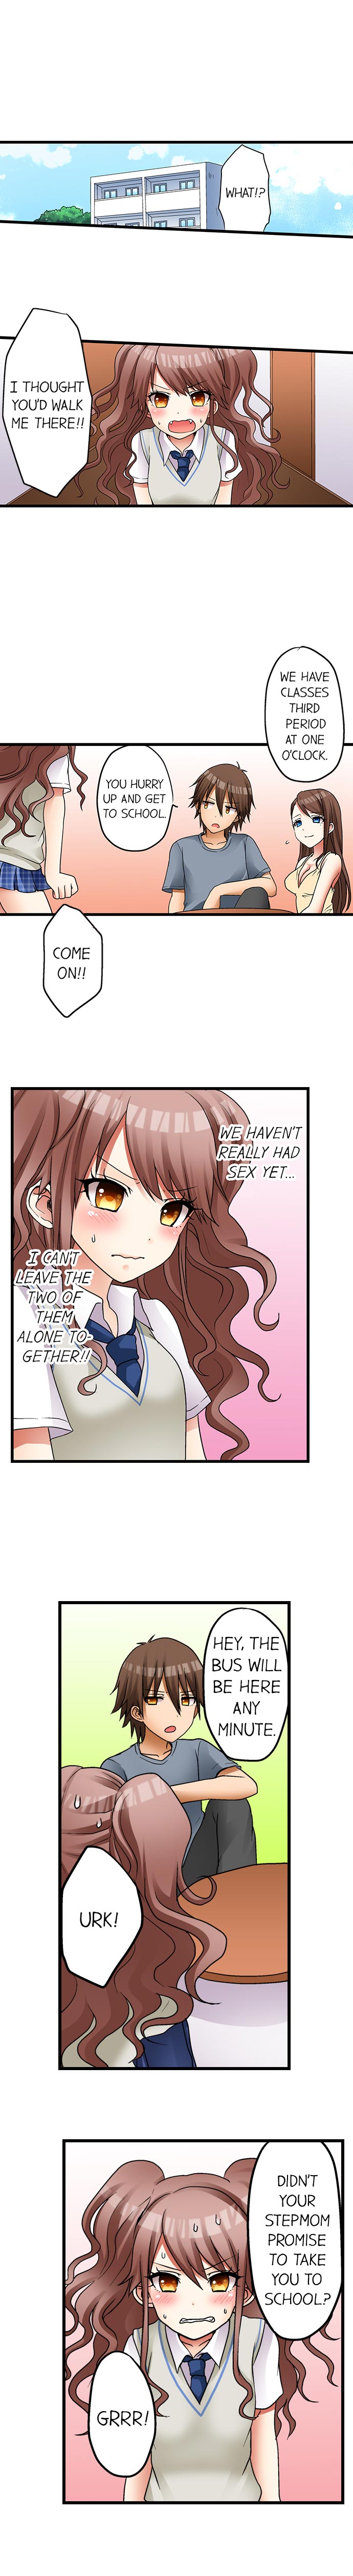 WHAT!?
I THOUGHT
YOU'D WALK
ME THERE!!
WE HAVE
CLASSES
THIRD
PERIOD
AT ONE
O'CLOCK.
YOU HURRY
UP AND GET
TO SCHOOL.
COME
ON!!
WE HAVEN'T
REALLY HAD
SEX YET...
I CAN'T
LEAVE THE
TWO OF
THEM
ALONE TO-
GETHER!!
HEY, THE
BUS WILL
BE HERE
ANY
MINUTE.
URK!
DIDN'T
YOUR
STEPMOM
PROMISE
TO TAKE
YOU TO
SCHOOL?
GRRR!